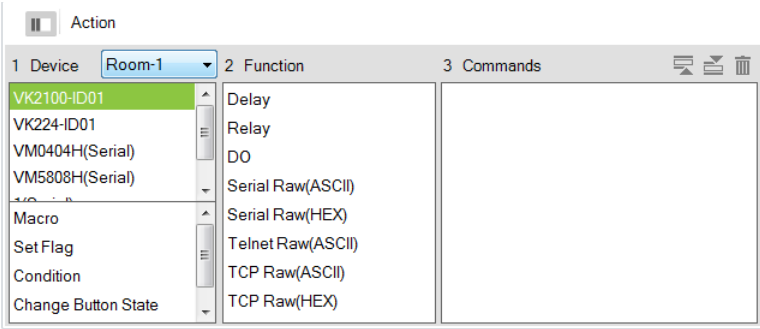 Action
1 Device Room-1 2 Function 3 Commands
VK2100-ID01
VK224-ID01
VM0404H(Serial)
VM5808H(Serial)
Macro
Set Flag
Condition
Change Button State
Delay
Relay
DO
Serial Raw(ASCII)
Serial Raw(HEX)
Telnet Raw(ASCII)
TCP Raw(ASCII)
TCP Raw(HEX)